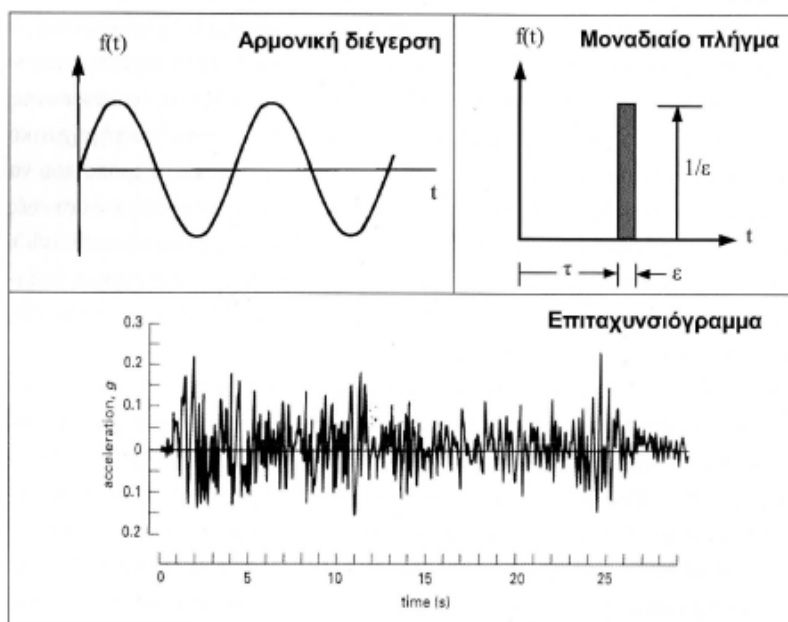 f(t)
Αρμονική διέγερση
t
f(t)
Μοναδιαίο πλήγμα
1/ε
t
τ
ε
Επιταχυνσιόγραμμα
0.3
0.2
0.1
0
0.1
0.2
acceleration, g
0 5 10 15 20 25
time (s)